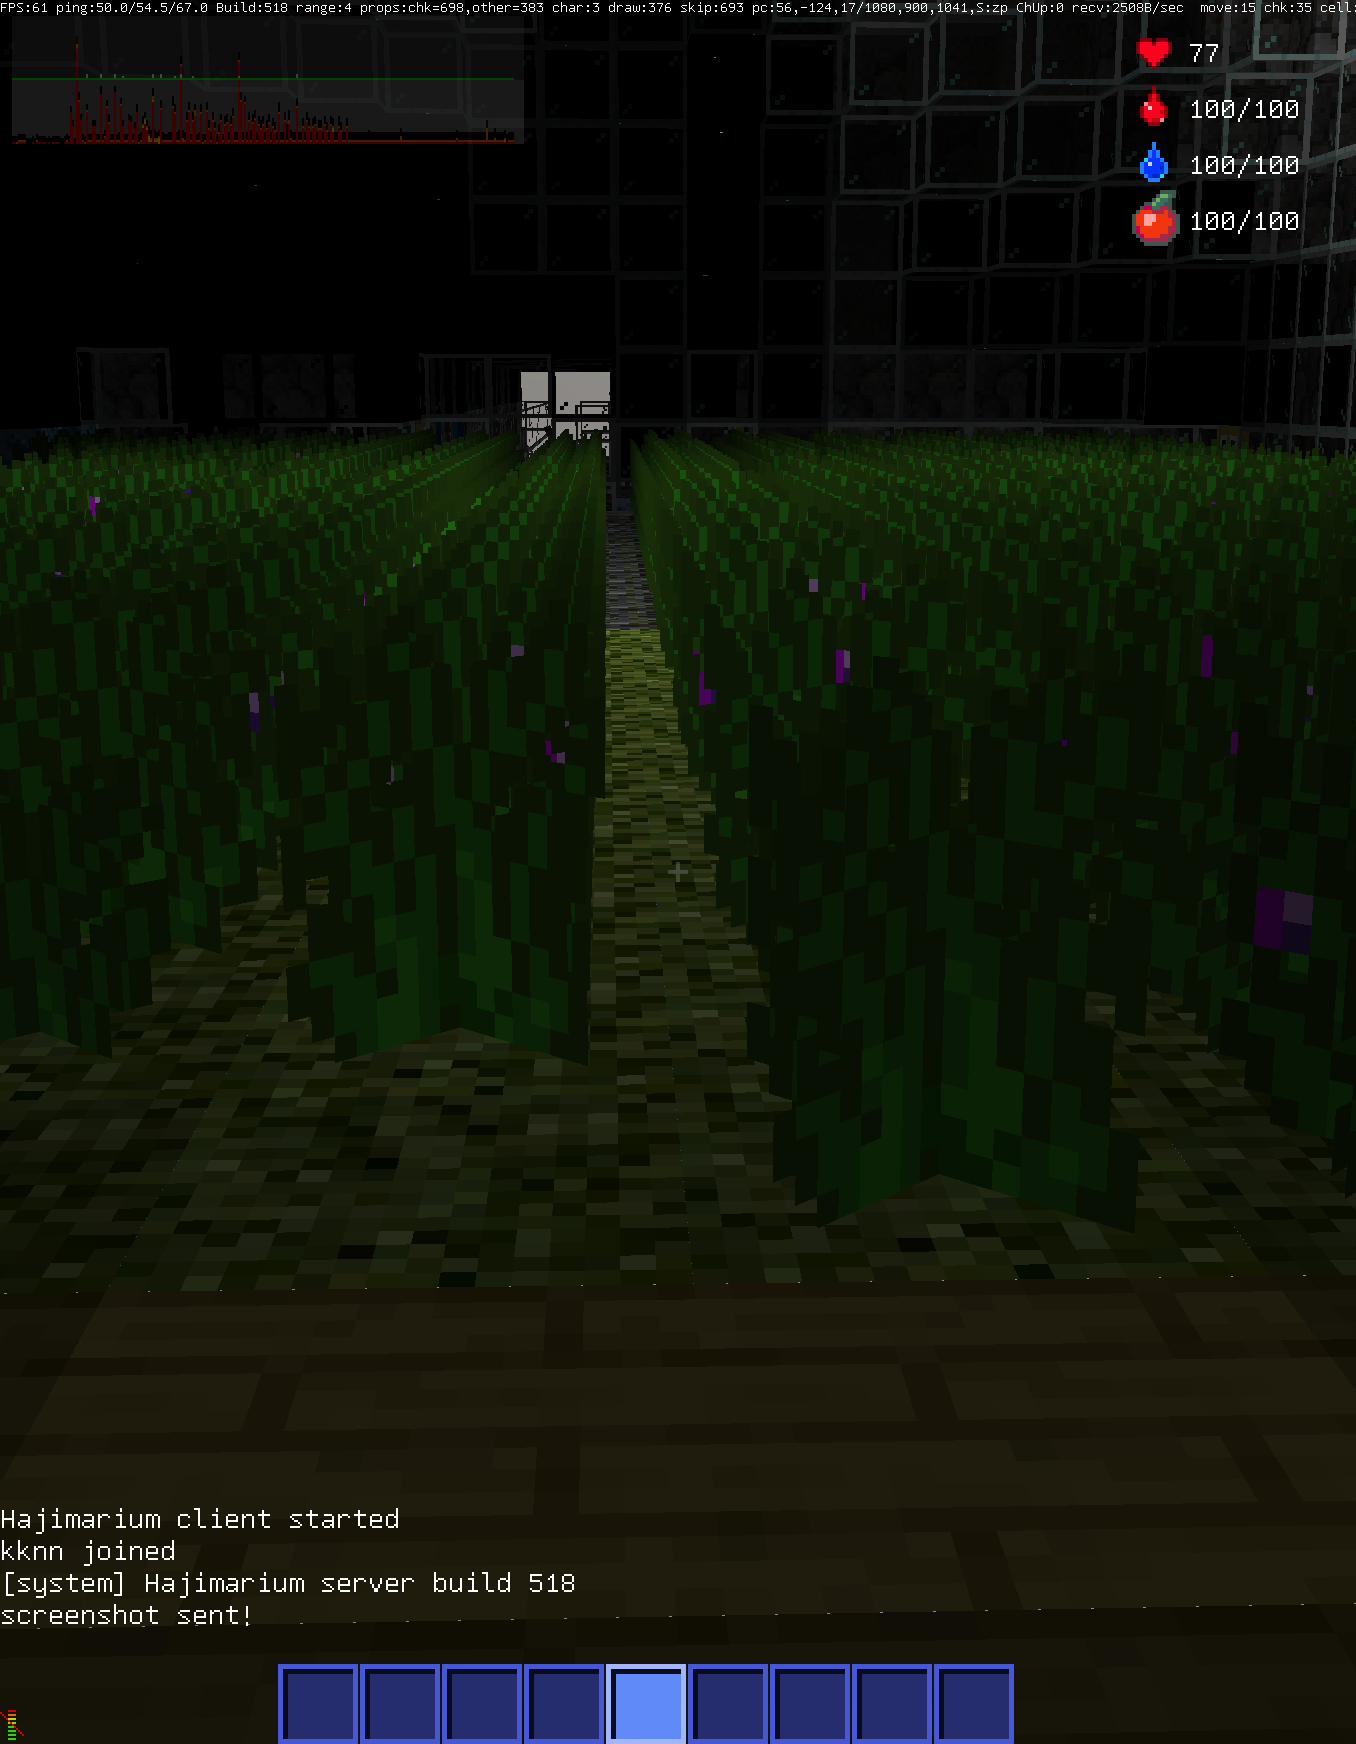 FPS:61 ping:50.0/54.5/67.0 Build:518 range:4 props:chk=698,other=383 char:3 draw:376 skip:693 pc:56,-124,17/1080,900,1041,S:zp ChUp:0 recv:2508B/sec  move:15 chk:35 cell:
77
100/100
100/100
100/100
Hajimarium client started
kknn joined
[system] Hajimarium server build 518
screenshot sent!